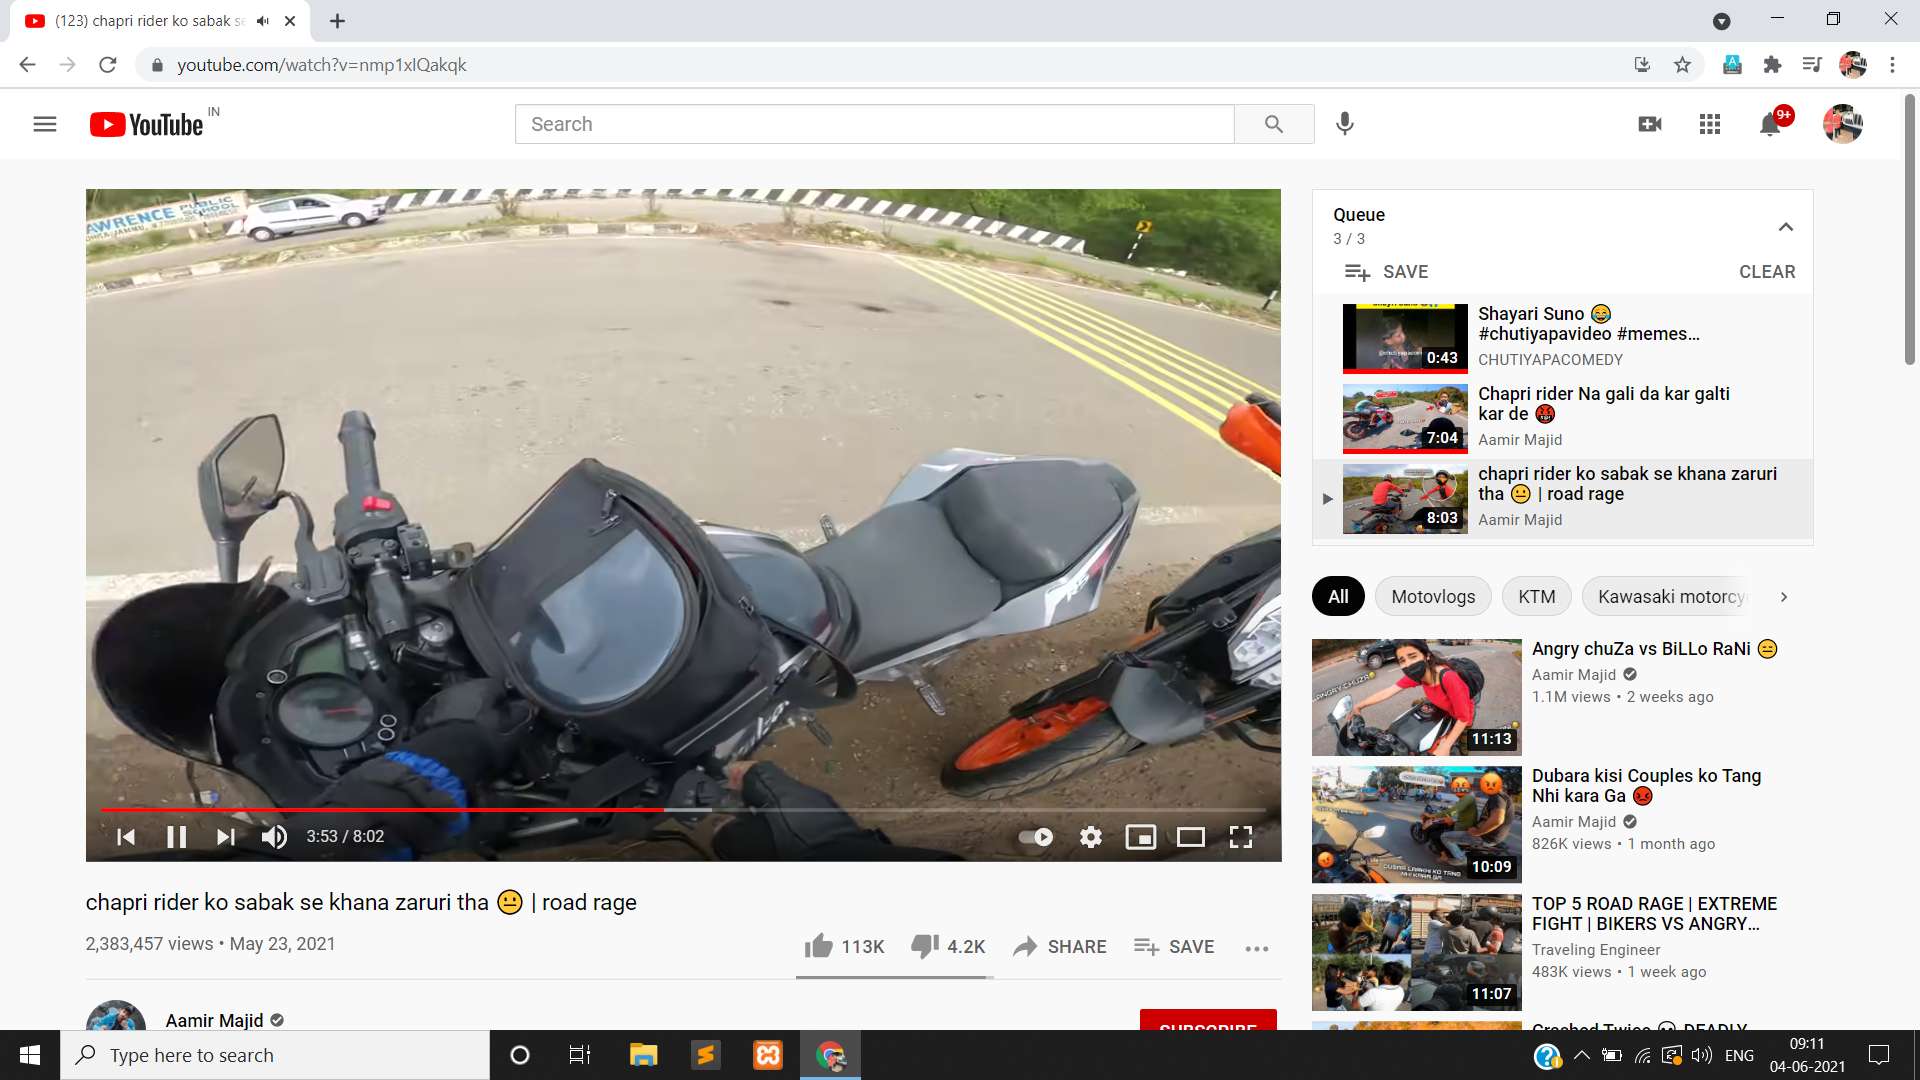 (123) chapri rider ko sabak se
youtube.com/watch?v=nmp1xIQakqk
YouTube IN
Search
9+
AWRENCE PUBLIC SCHOOL
3:53 / 8:02
chapri rider ko sabak se khana zaruri tha 😐 | road rage
2,383,457 views • May 23, 2021
113K
4.2K
SHARE
SAVE
Aamir Majid
SUBSCRIBE
Queue
3 / 3
SAVE
CLEAR
0:43
Shayari Suno 😂
#chutiyapavideo #memes...
CHUTIYAPACOMEDY
7:04
Chapri rider Na gali da kar galti
kar de 🤬
Aamir Majid
8:03
chapri rider ko sabak se khana zaruri
tha 😐 | road rage
Aamir Majid
All
Motovlogs
KTM
Kawasaki motorcy
11:13
Angry chuZa vs BiLLo RaNi 😑
Aamir Majid
1.1M views • 2 weeks ago
10:09
Dubara kisi Couples ko Tang
Nhi kara Ga 😡
Aamir Majid
826K views • 1 month ago
11:07
TOP 5 ROAD RAGE | EXTREME
FIGHT | BIKERS VS ANGRY...
Traveling Engineer
483K views • 1 week ago
Crashed Twice 💀 DEADLY
Type here to search
ENG
09:11
04-06-2021